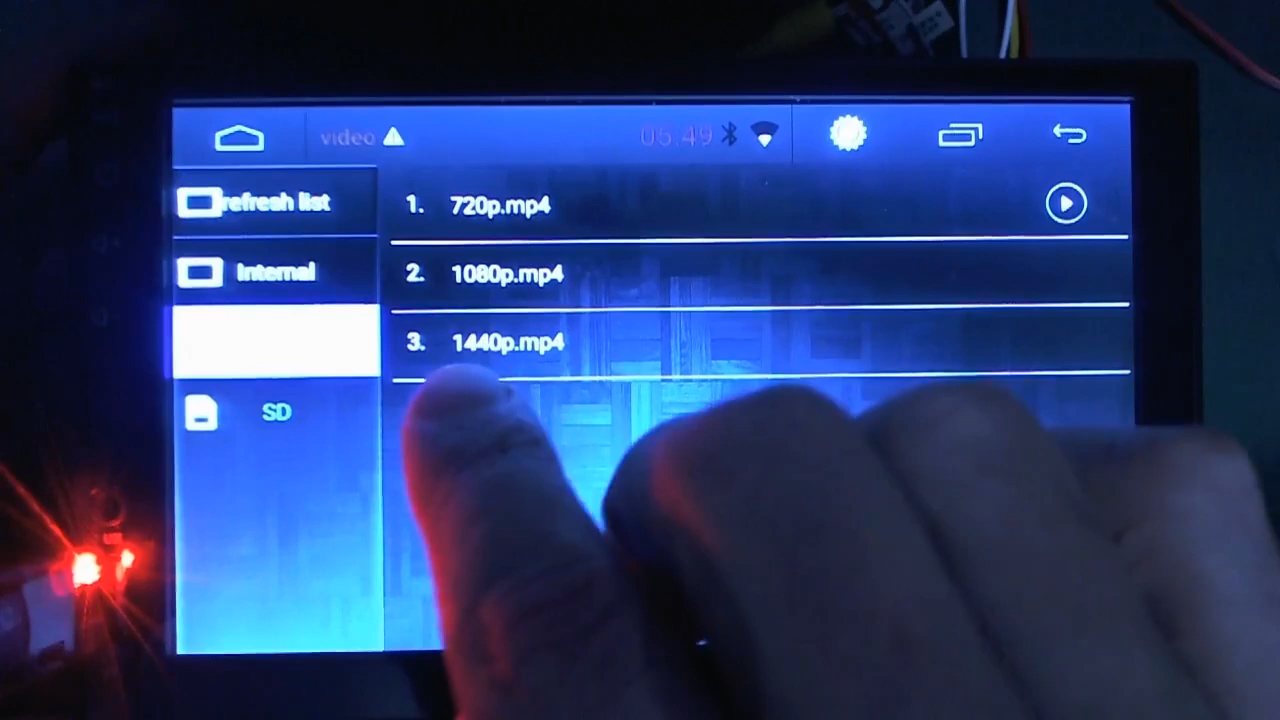 video 05:49
refresh list
Internal
SD
1. 720p.mp4
2. 1080p.mp4
3. 1440p.mp4